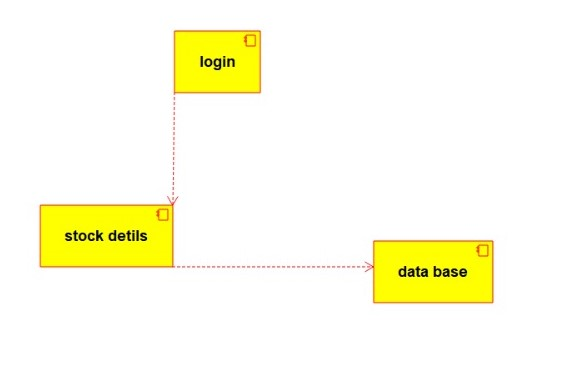 login
stock detils
data base